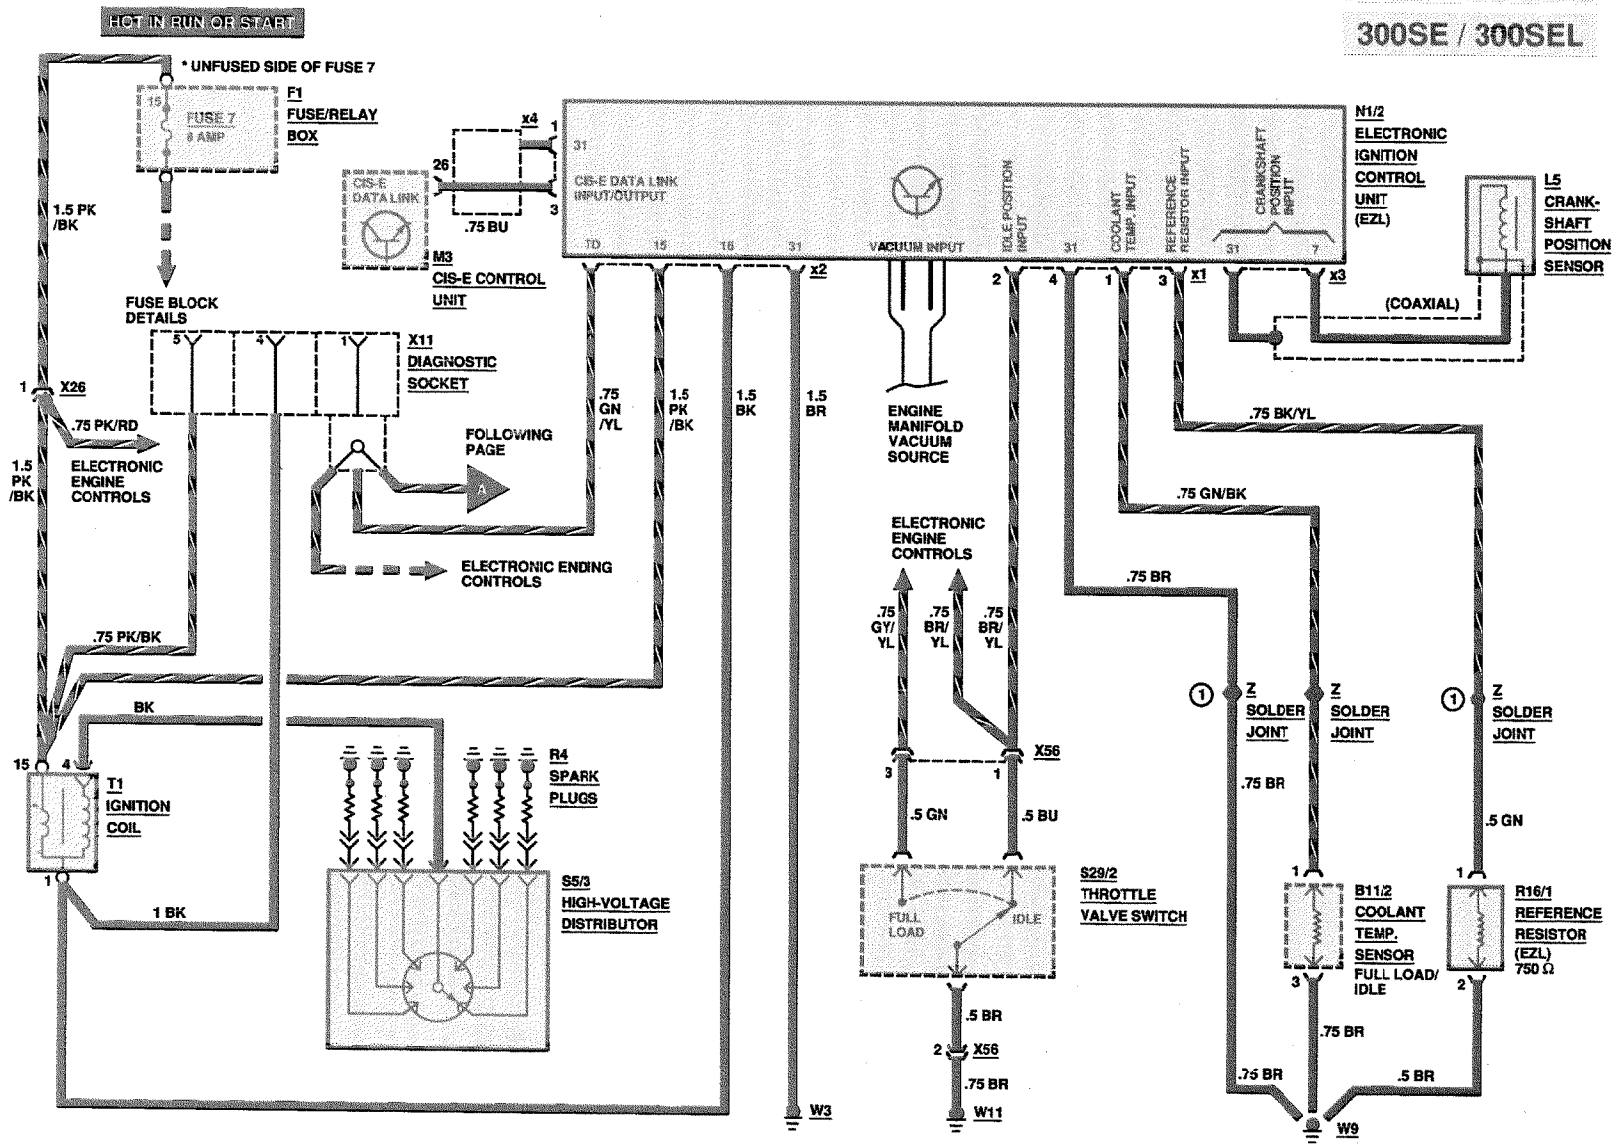 HOT IN RUN OR START
300SE / 300SEL
* UNFUSED SIDE OF FUSE 7
15
FUSE 7
8 AMP
F1
FUSE/RELAY
BOX
1.5 PK
/BK
FUSE BLOCK
DETAILS
x4
1
31
26
3
CIS-E
DATA LINK
.75 BU
M3
CIS-E CONTROL
UNIT
CIS-E DATA LINK
INPUT/OUTPUT
TD
15
16
31
x2
VACUUM INPUT
IDLE POSITION
INPUT
31
COOLANT
TEMP. INPUT
REFERENCE
RESISTOR INPUT
CRANKSHAFT
POSITION
INPUT
31
7
2
4
1
3
x1
x3
N1/2
ELECTRONIC
IGNITION
CONTROL
UNIT
(EZL)
L5
CRANK-
SHAFT
POSITION
SENSOR
(COAXIAL)
1
X26
.75 PK/RD
ELECTRONIC
ENGINE
CONTROLS
1.5
PK
/BK
5
4
1
X11
DIAGNOSTIC
SOCKET
FOLLOWING
PAGE
A
ELECTRONIC ENDING
CONTROLS
.75
GN
/YL
1.5
PK
/BK
1.5
BK
1.5
BR
ENGINE
MANIFOLD
VACUUM
SOURCE
.75 BK/YL
.75 GN/BK
ELECTRONIC
ENGINE
CONTROLS
.75
GY/
YL
.75
BR/
YL
.75
BR/
YL
.75 BR
.75 PK/BK
BK
15
4
T1
IGNITION
COIL
1
1 BK
R4
SPARK
PLUGS
S5/3
HIGH-VOLTAGE
DISTRIBUTOR
3
1
X56
.5 GN
.5 BU
FULL
LOAD
IDLE
S29/2
THROTTLE
VALVE SWITCH
.5 BR
2
X56
.75 BR
W11
W3
1
Z
SOLDER
JOINT
Z
SOLDER
JOINT
1
Z
SOLDER
JOINT
.75 BR
.5 GN
1
B11/2
COOLANT
TEMP.
SENSOR
FULL LOAD/
IDLE
3
1
R16/1
REFERENCE
RESISTOR
(EZL)
750 Ω
2
.75 BR
.75 BR
.5 BR
W9